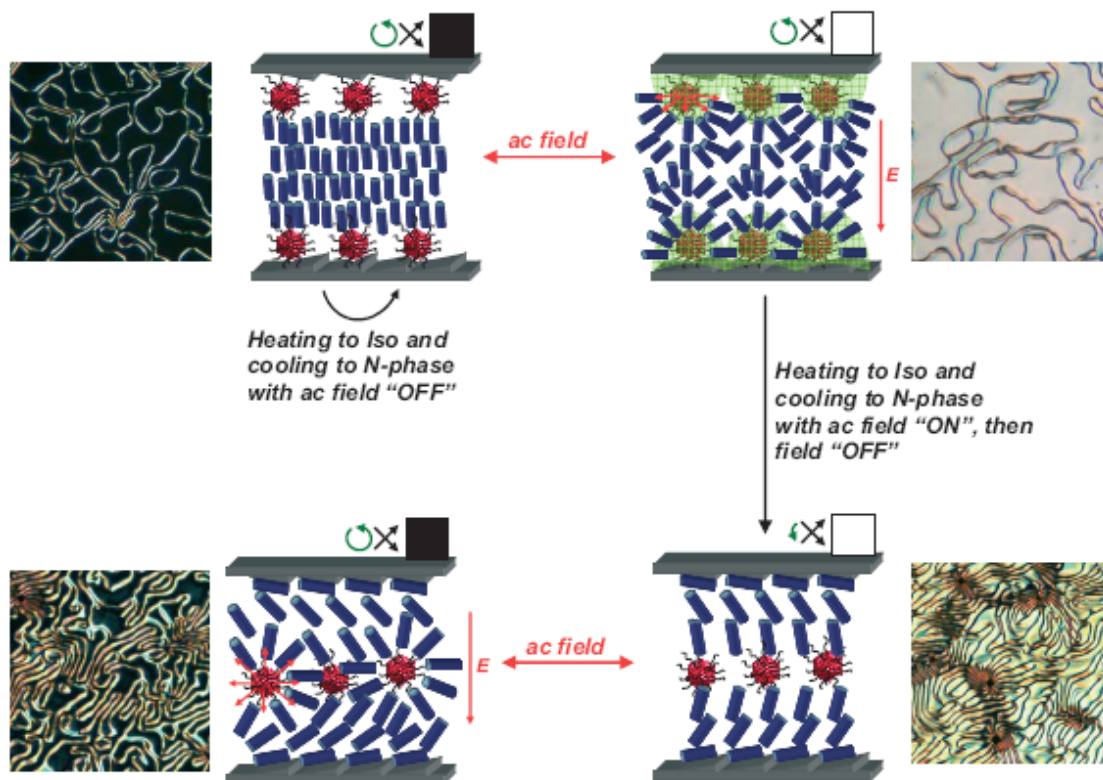 ac field
E
Heating to Iso and
cooling to N-phase
with ac field “OFF”
Heating to Iso and
cooling to N-phase
with ac field “ON”, then
field “OFF”
E
ac field